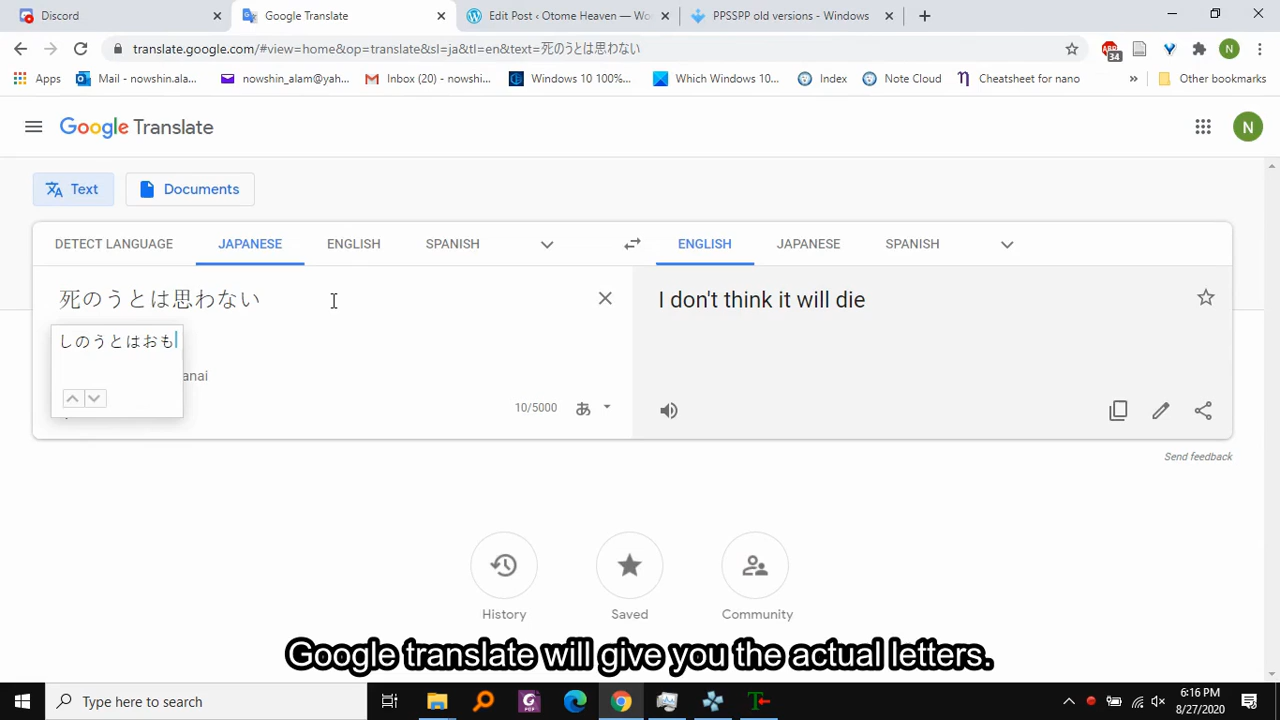 Discord
Google Translate
Edit Post ‹ Otome Heaven — Wo
PPSSPP old versions - Windows
translate.google.com/#view=home&op=translate&sl=ja&tl=en&text=死のうとは思わない
34
N
Apps
Mail - nowshin.ala...
nowshin_alam@yah...
Inbox (20) - nowshi...
Windows 10 100%...
Which Windows 10...
Index
Note Cloud
Cheatsheet for nano
»
Other bookmarks
Google Translate
N
Text
Documents
DETECT LANGUAGE
JAPANESE
ENGLISH
SPANISH
ENGLISH
JAPANESE
SPANISH
死のうとは思わない
I don't think it will die
しのうとはおも
anai
10/5000
あ
Send feedback
History
Saved
Community
Google translate will give you the actual letters.
Type here to search
6:16 PM
8/27/2020